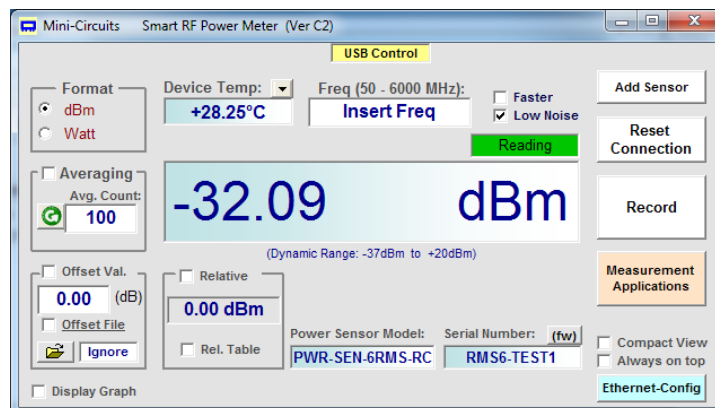 Mini-Circuits Smart RF Power Meter (Ver C2)
USB Control
Format
dBm
Watt
Device Temp:
+28.25°C
Freq (50 - 6000 MHz):
Insert Freq
Faster
Low Noise
Reading
Add Sensor
Reset
Connection
Averaging
Avg. Count:
100
-32.09 dBm
(Dynamic Range: -37dBm to +20dBm)
Record
Offset Val.
0.00 (dB)
Offset File
Ignore
Relative
0.00 dBm
Rel. Table
Power Sensor Model:
PWR-SEN-6RMS-RC
Serial Number: (fw)
RMS6-TEST1
Measurement
Applications
Compact View
Always on top
Display Graph
Ethernet-Config